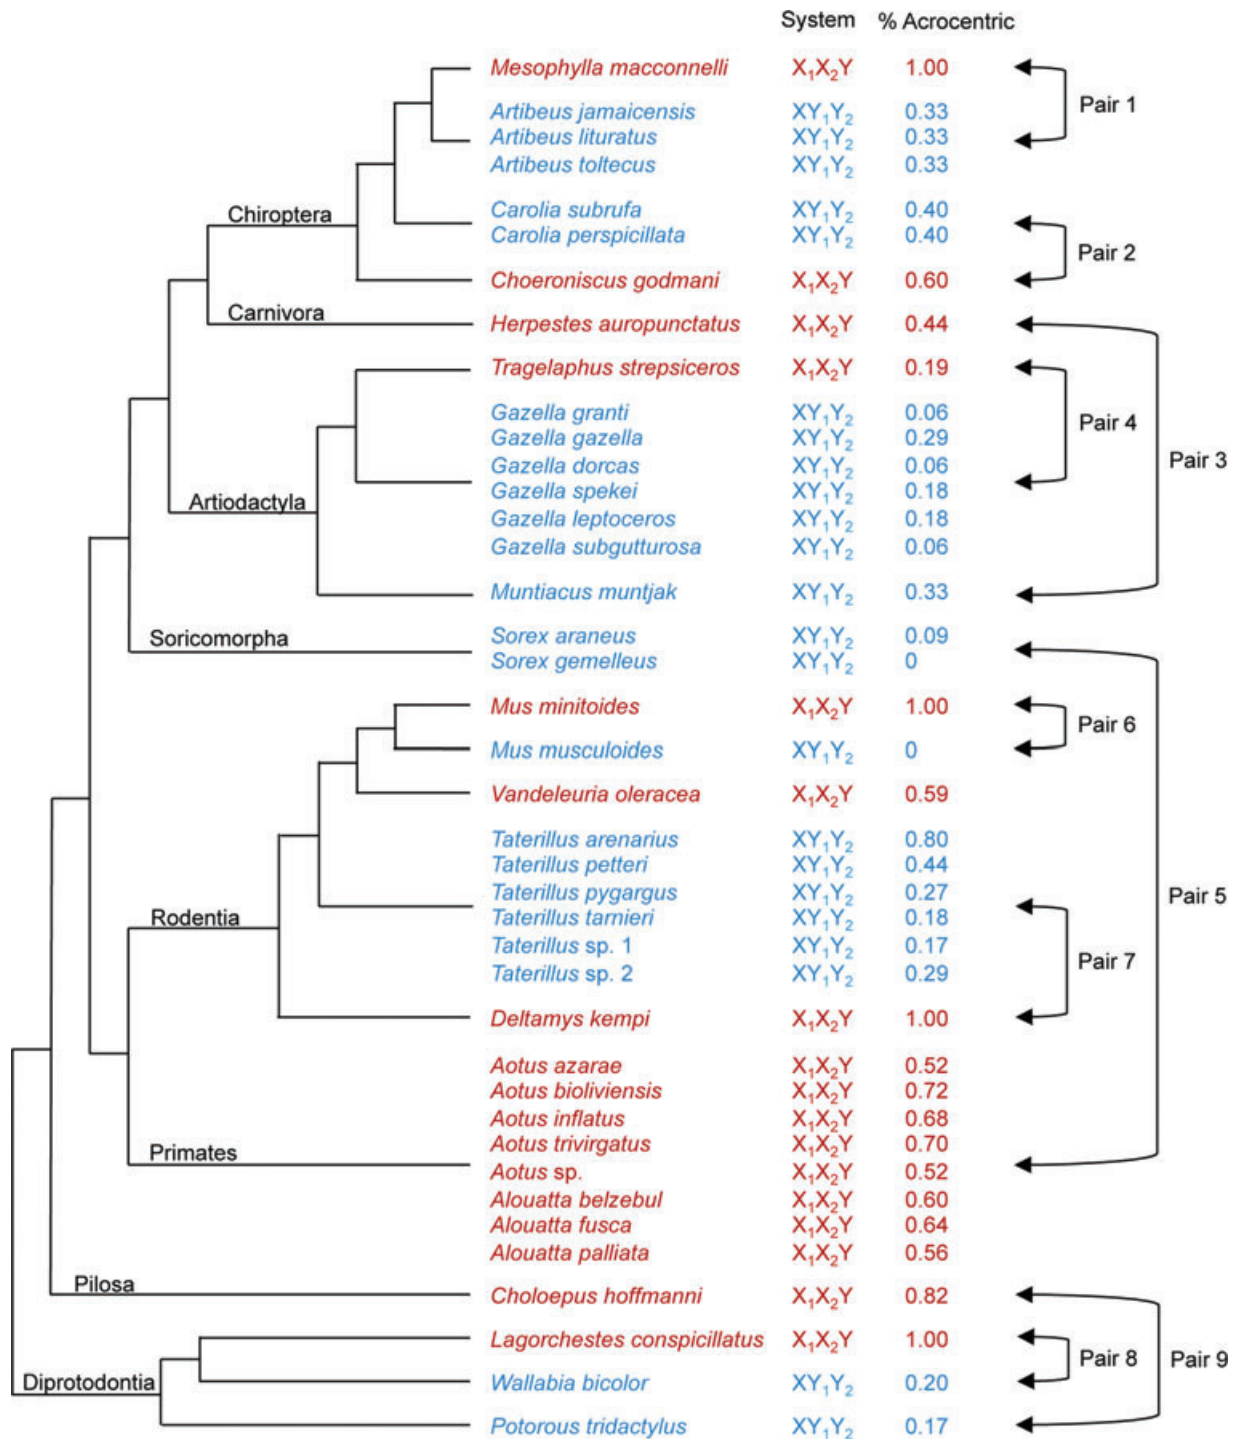 System % Acrocentric
Mesophylla macconnelli X₁X₂Y 1.00
Pair 1
Artibeus jamaicensis XY₁Y₂ 0.33
Artibeus lituratus XY₁Y₂ 0.33
Artibeus toltecus XY₁Y₂ 0.33
Chiroptera
Carolia subrufa XY₁Y₂ 0.40
Carolia perspicillata XY₁Y₂ 0.40
Pair 2
Choeroniscus godmani X₁X₂Y 0.60
Carnivora
Herpestes auropunctatus X₁X₂Y 0.44
Tragelaphus strepsiceros X₁X₂Y 0.19
Gazella granti XY₁Y₂ 0.06
Pair 4
Gazella gazella XY₁Y₂ 0.29
Pair 3
Gazella dorcas XY₁Y₂ 0.06
Gazella spekei XY₁Y₂ 0.18
Artiodactyla
Gazella leptoceros XY₁Y₂ 0.18
Gazella subgutturosa XY₁Y₂ 0.06
Muntiacus muntjak XY₁Y₂ 0.33
Soricomorpha
Sorex araneus XY₁Y₂ 0.09
Sorex gemelleus XY₁Y₂ 0
Mus minitoides X₁X₂Y 1.00
Pair 6
Mus musculoides XY₁Y₂ 0
Vandeleuria oleracea X₁X₂Y 0.59
Taterillus arenarius XY₁Y₂ 0.80
Taterillus petteri XY₁Y₂ 0.44
Taterillus pygargus XY₁Y₂ 0.27
Pair 5
Rodentia
Taterillus tarnieri XY₁Y₂ 0.18
Taterillus sp. 1 XY₁Y₂ 0.17
Pair 7
Taterillus sp. 2 XY₁Y₂ 0.29
Deltamys kempi X₁X₂Y 1.00
Aotus azarae X₁X₂Y 0.52
Aotus bioliviensis X₁X₂Y 0.72
Aotus inflatus X₁X₂Y 0.68
Aotus trivirgatus X₁X₂Y 0.70
Primates
Aotus sp. X₁X₂Y 0.52
Alouatta belzebul X₁X₂Y 0.60
Alouatta fusca X₁X₂Y 0.64
Alouatta palliata X₁X₂Y 0.56
Pilosa
Choloepus hoffmanni X₁X₂Y 0.82
Lagorchestes conspicillatus X₁X₂Y 1.00
Pair 8
Pair 9
Diprotodontia
Wallabia bicolor XY₁Y₂ 0.20
Potorous tridactylus XY₁Y₂ 0.17